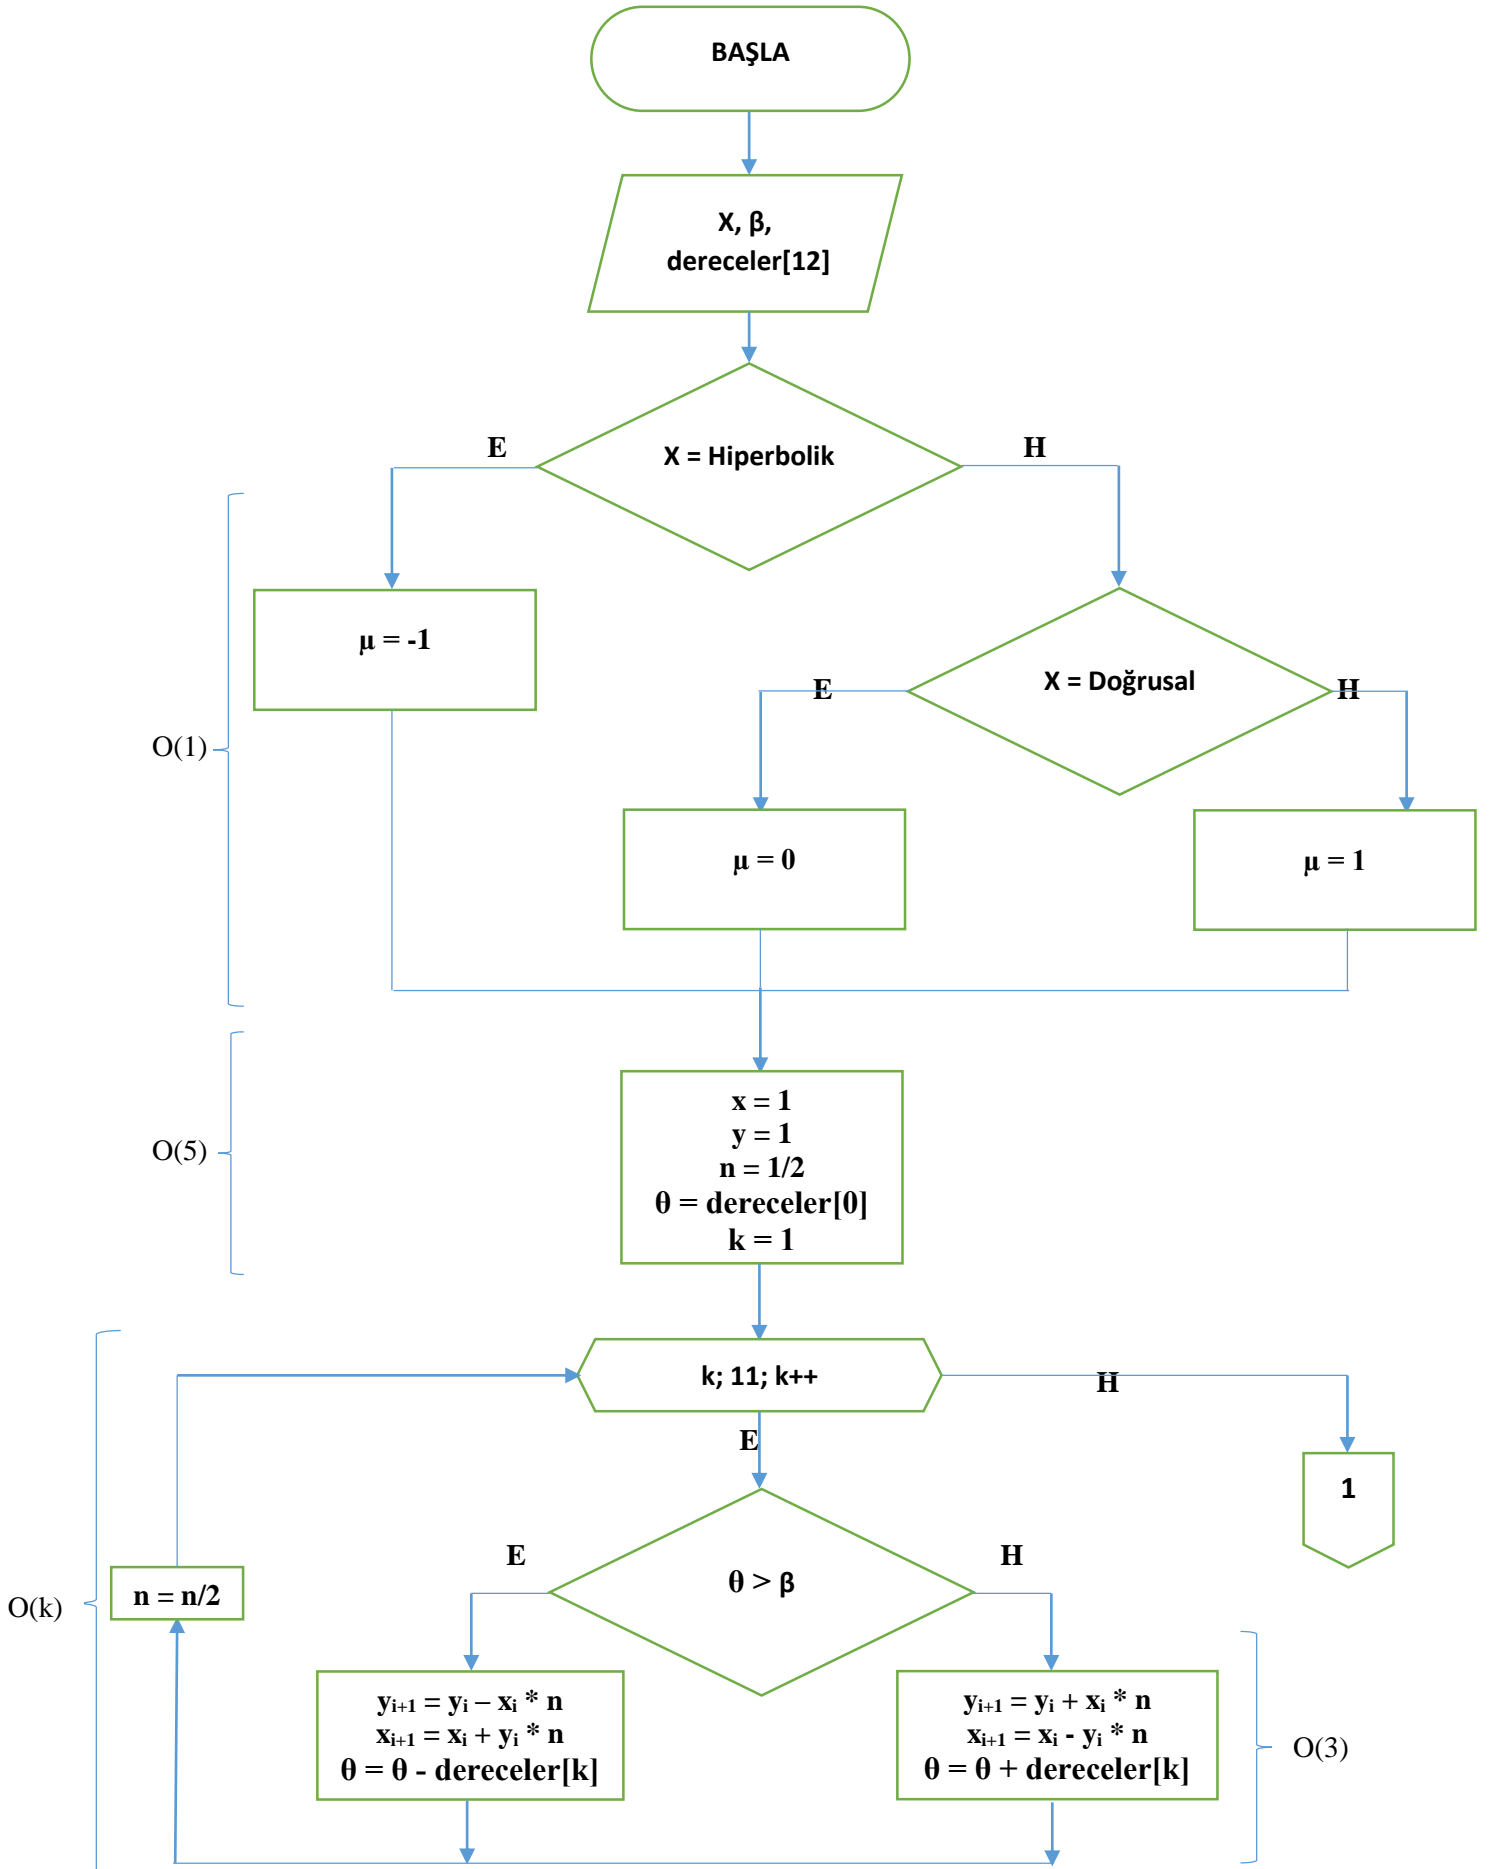 BAŞLA
X, β,
dereceler[12]
X = Hiperbolik
E
H
μ = -1
X = Doğrusal
E
H
O(1)
μ = 0
μ = 1
x = 1
y = 1
n = 1/2
θ = dereceler[0]
k = 1
O(5)
k; 11; k++
H
E
1
θ > β
E
H
n = n/2
O(k)
yᵢ₊₁ = yᵢ – xᵢ * n
xᵢ₊₁ = xᵢ + yᵢ * n
θ = θ - dereceler[k]
yᵢ₊₁ = yᵢ + xᵢ * n
xᵢ₊₁ = xᵢ - yᵢ * n
θ = θ + dereceler[k]
O(3)